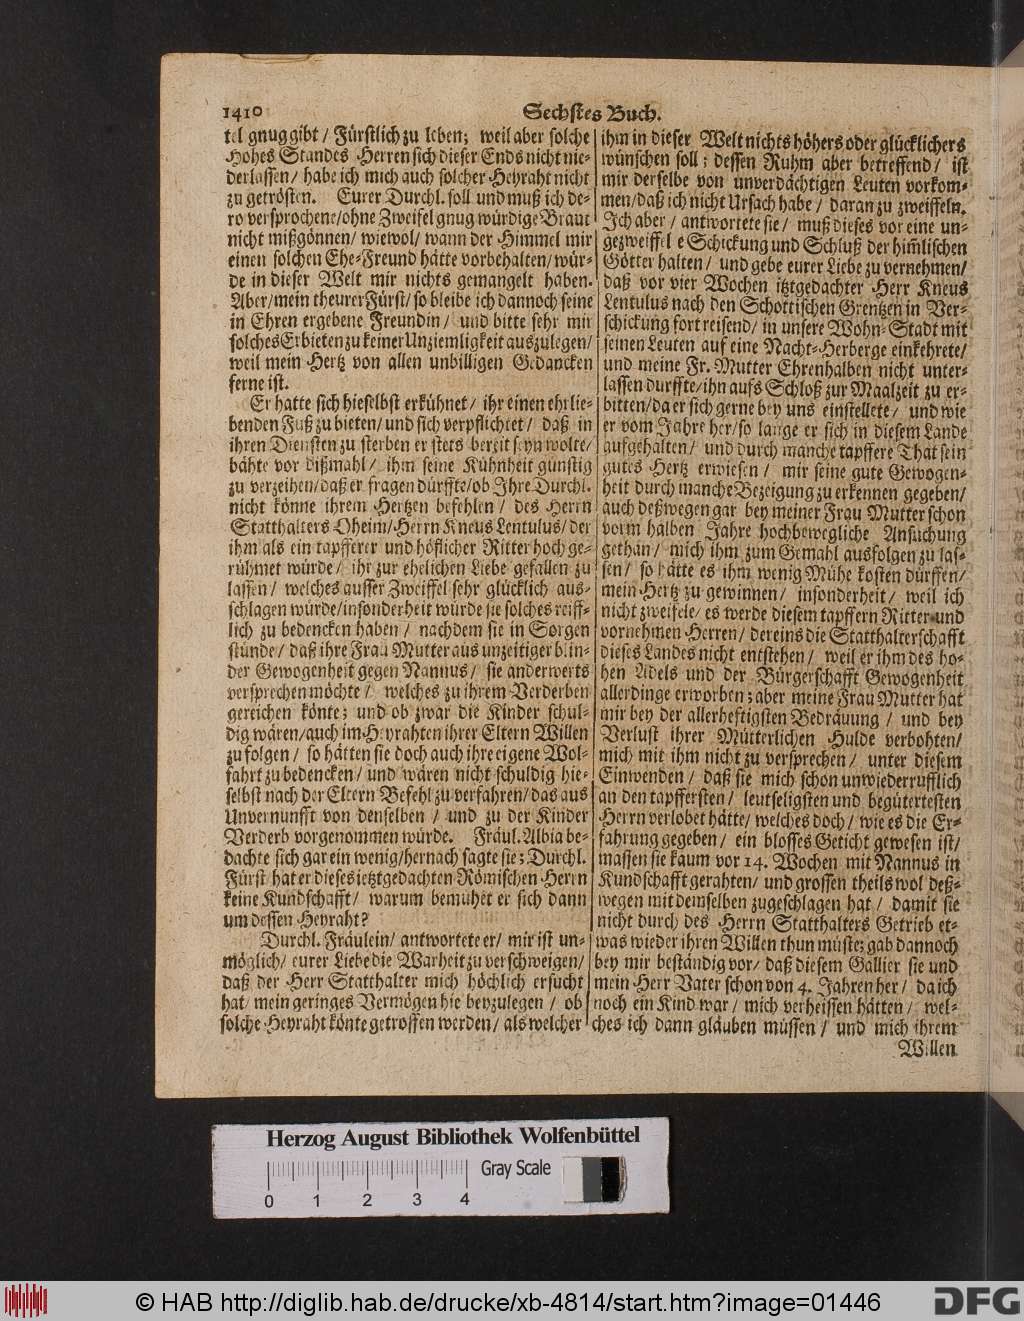 1410
Sechstes Buch.
tel gnug gibt / Fürstlich zu leben; weil aber solche
Hohes Standes Herren sich dieser Ends nicht nie-
derlassen / habe ich mich auch solcher Heyraht nicht
zu getrösten. Eurer Durchl. soll und muß ich de-
ro versprochene / ohne Zweifel gnug würdige Braut
nicht mißgönnen / wiewol / wann der Himmel mir
einen solchen Ehe-Freund hätte vorbehalten / wür-
de in dieser Welt mir nichts gemangelt haben.
Aber / mein theurer Fürst / so bleibe ich dannoch seine
in Ehren ergebene Freundin / und bitte sehr mir
solches Erbieten zu keiner Unziemligkeit auszulegen /
weil mein Hertz von allen unbilligen Gedancken
ferne ist.
Er hatte sich hieselbst erkühnet / ihr einen ehrlie-
benden Fuß zu bieten / und sich verpflichtet / daß in
ihren Diensten zu sterben er stets bereit seyn wolte /
bähte vor dißmahl / ihm seine Kühnheit günstig
zu verzeihen / daß er fragen dürffte / ob Ihre Durchl.
nicht könne ihrem Hertzen befehlen / des Herrn
Statthalters Oheim / Herrn Kneus Lentulus / der
ihm als ein tapfferer und höflicher Ritter hoch ge-
rühmet würde / ihr zur ehelichen Liebe gefallen zu
lassen / welches ausser Zweiffel sehr glücklich aus-
schlagen würde / insonderheit würde sie solches reiff-
lich zu bedencken haben / nachdem sie in Sorgen
stünde / daß ihre Frau Mutter aus unzeitiger blin-
der Gewogenheit gegen Nannus / sie anderwerts
versprechen möchte / welches zu ihrem Verderben
gereichen könte; und ob zwar die Kinder schul-
dig wären / auch im Heyrahten ihrer Eltern Willen
zu folgen / so hätten sie doch auch ihre eigene Wol-
fahrt zu bedencken / und wären nicht schuldig hie-
selbst nach der Eltern Befehl zu verfahren / das aus
Unvernunfft von denselben / und zu der Kinder
Verderb vorgenommen würde. Fräul. Albia be-
dachte sich gar ein wenig / hernach sagte sie; Durchl.
Fürst / hat er dieses ietztgedachten Römischen Herrn
keine Kundschafft / warum bemühet er sich dann
um dessen Heyraht?
Durchl. Fräulein / antwortete er / mir ist un-
möglich / eurer Liebe die Warheit zu verschweigen /
daß der Herr Statthalter mich höchlich ersucht
hat / mein geringes Vermögen hie beyzulegen / ob
solche Heyraht könte getroffen werden / als welcher
ihm in dieser Welt nichts höhers oder glücklichers
wünschen soll; dessen Ruhm aber betreffend / ist
mir derselbe von unverdächtigen Leuten vorkom-
men / daß ich nicht Ursach habe / daran zu zweiffeln.
Ich aber / antwortete sie / muß dieses vor eine un-
gezweiffel e Schickung und Schluß der him̃lischen
Götter halten / und gebe eurer Liebe zu vernehmen /
daß vor vier Wochen itztgedachter Herr Kneus
Lentulus nach den Schottischen Grentzen in Ver-
schickung fortreisend / in unsere Wohn-Stadt mit
seinen Leuten auf eine Nacht-Herberge einkehrete /
und meine Fr. Mutter Ehrenhalben nicht unter-
lassen durffte / ihn aufs Schloß zur Maalzeit zu er-
bitten / da er sich gerne bey uns einstellete / und wie
er vom Jahre her / so lange er sich in diesem Lande
aufgehalten / und durch manche tapffere That sein
gutes Hertz erwiesen / mir seine gute Gewogen-
heit durch manche Bezeigung zu erkennen gegeben /
auch deßwegen gar bey meiner Frau Mutter schon
vorm halben Jahre hochbewegliche Ansuchung
gethan / mich ihm zum Gemahl ausfolgen zu las-
sen / so hätte es ihm wenig Mühe kosten dürffen /
mein Hertz zu gewinnen / insonderheit / weil ich
nicht zweifele / es werde diesem tapffern Ritter und
vornehmen Herren / dereins die Statthalterschafft
dieses Landes nicht entstehen / weil er ihm des ho-
hen Adels und der Bürgerschafft Gewogenheit
allerdinge erworben; aber meine Frau Mutter hat
mir bey der allerheftigsten Bedräuung / und bey
Verlust ihrer Mütterlichen Hulde verbohten /
mich mit ihm nicht zu versprechen / unter diesem
Einwenden / daß sie mich schon unwiederrufflich
an den tapffersten / leutseligsten und begütertesten
Herrn verlobet hätte / welches doch / wie es die Er-
fahrung gegeben / ein blosses Geticht gewesen ist /
massen sie kaum vor 14. Wochen mit Nannus in
Kundschafft gerahten / und grossen theils wol deß-
wegen mit demselben zugeschlagen hat / damit sie
nicht durch des Herrn Statthalters Getrieb et-
was wieder ihren Willen thun müste; gab dannoch
bey mir beständig vor / daß diesem Gallier sie und
mein Herr Vater schon von 4. Jahren her / da ich
noch ein Kind war / mich verheissen hätten / wel-
ches ich dann gläuben müssen / und mich ihrem
Willen
Herzog August Bibliothek Wolfenbüttel
Gray Scale
0 1 2 3 4
© HAB http://diglib.hab.de/drucke/xb-4814/start.htm?image=01446
DFG